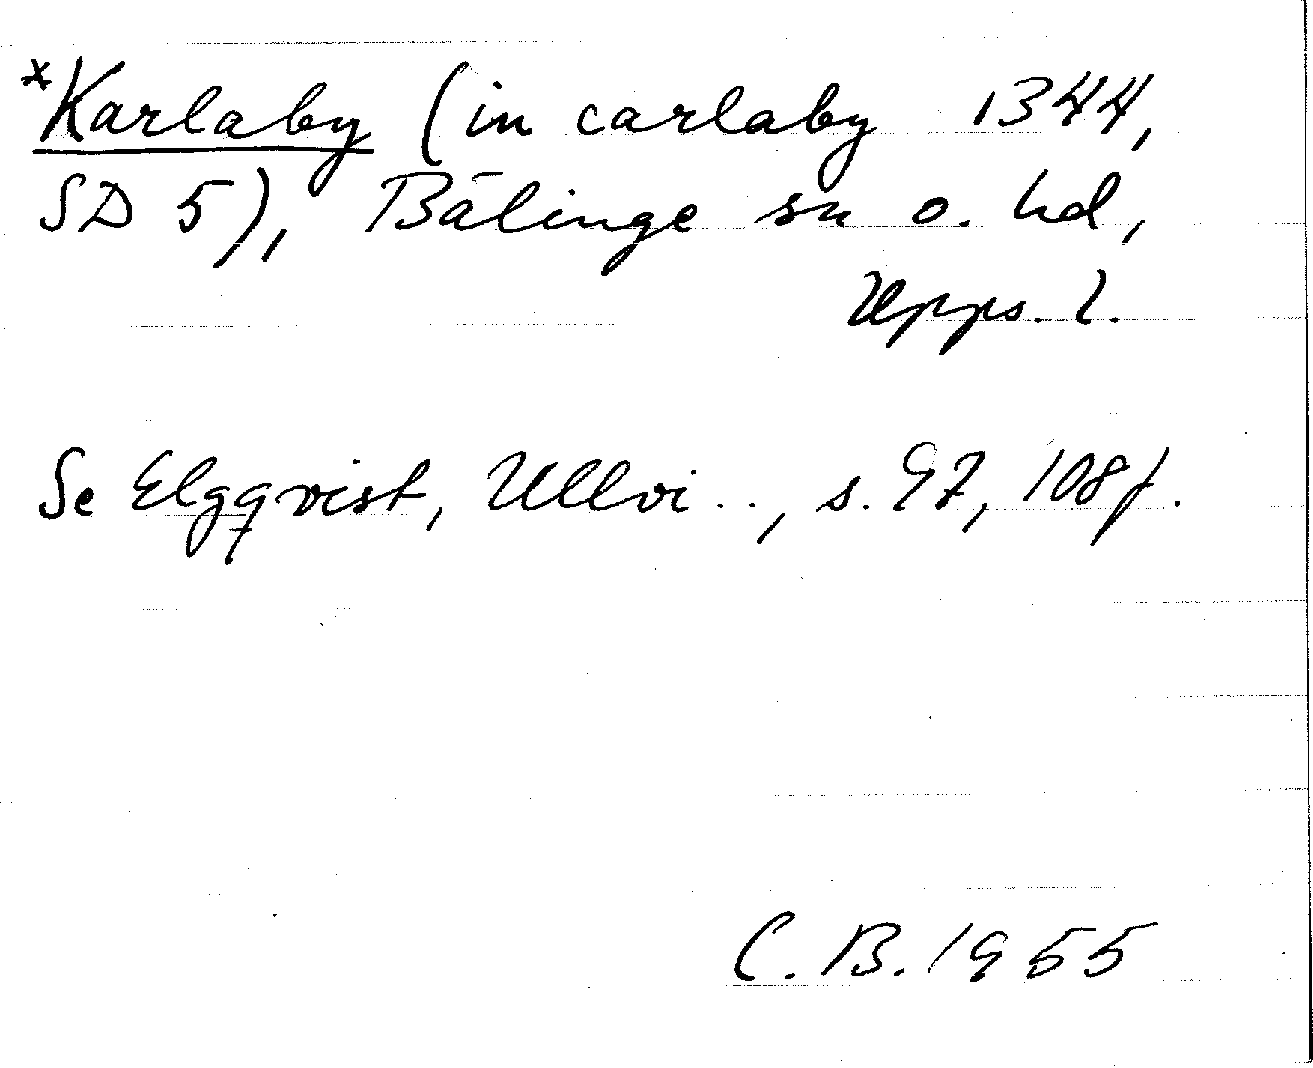 *Karlaby (in carlaby 1344,
SD 5), Bälinge sn o. hd,
Upps. l.
Se Elgqvist, Ullvi . . , s. 97, 108 f.
C. B. 1955